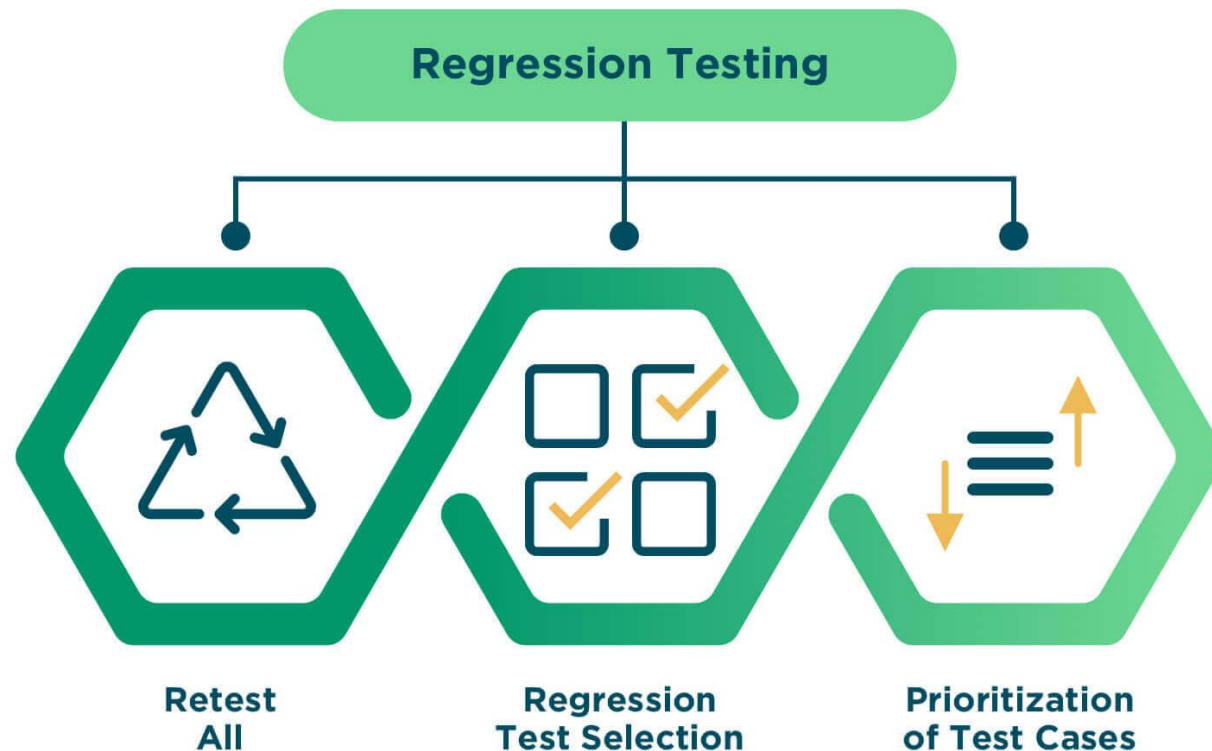 Regression Testing
Retest
All
Regression
Test Selection
Prioritization
of Test Cases